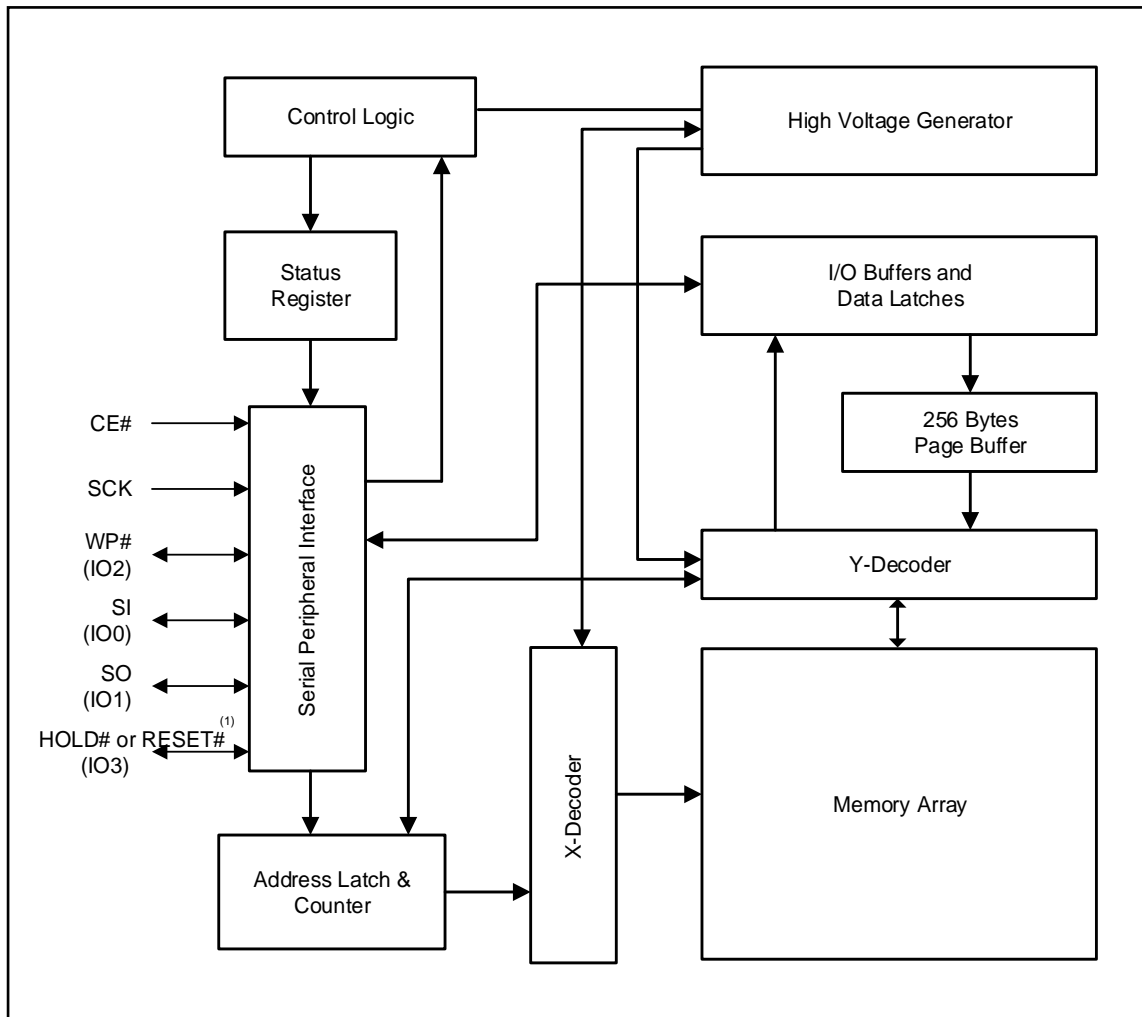 Control Logic
High Voltage Generator
Status
Register
I/O Buffers and
Data Latches
256 Bytes
Page Buffer
CE#
SCK
WP#
(IO2)
SI
(IO0)
SO
(IO1)
HOLD# or RESET#(1)
(IO3)
Serial Peripheral Interface
Y-Decoder
X-Decoder
Memory Array
Address Latch &
Counter